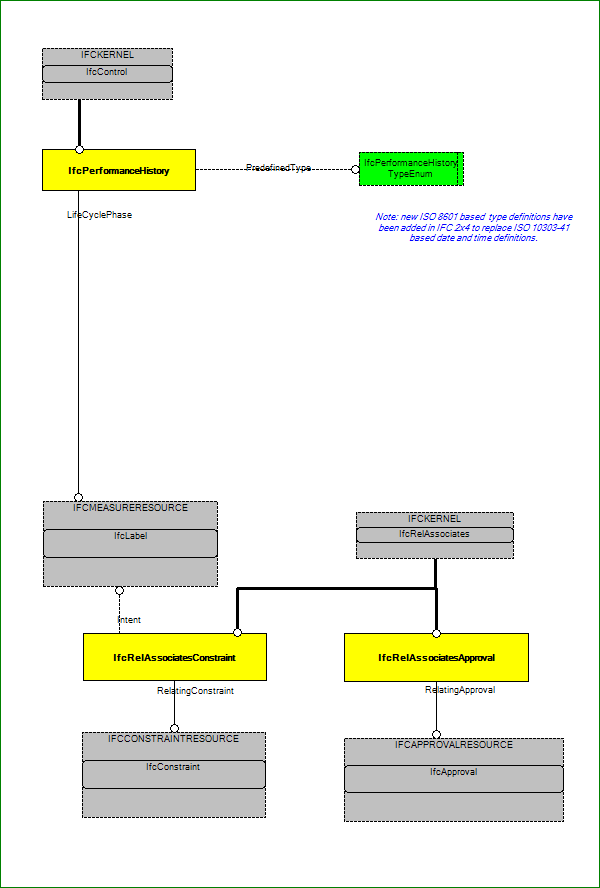 IFCKERNEL
IfcControl
IfcPerformanceHistory
PredefinedType
IfcPerformanceHistory
TypeEnum
LifeCyclePhase
Note: new ISO 8601 based type definitions have
been added in IFC 2x4 to replace ISO 10303-41
based date and time definitions.
IFCMEASURERESOURCE
IfcLabel
IFCKERNEL
IfcRelAssociates
Intent
IfcRelAssociatesConstraint
IfcRelAssociatesApproval
RelatingConstraint
RelatingApproval
IFCCONSTRAINTRESOURCE
IfcConstraint
IFCAPPROVALRESOURCE
IfcApproval